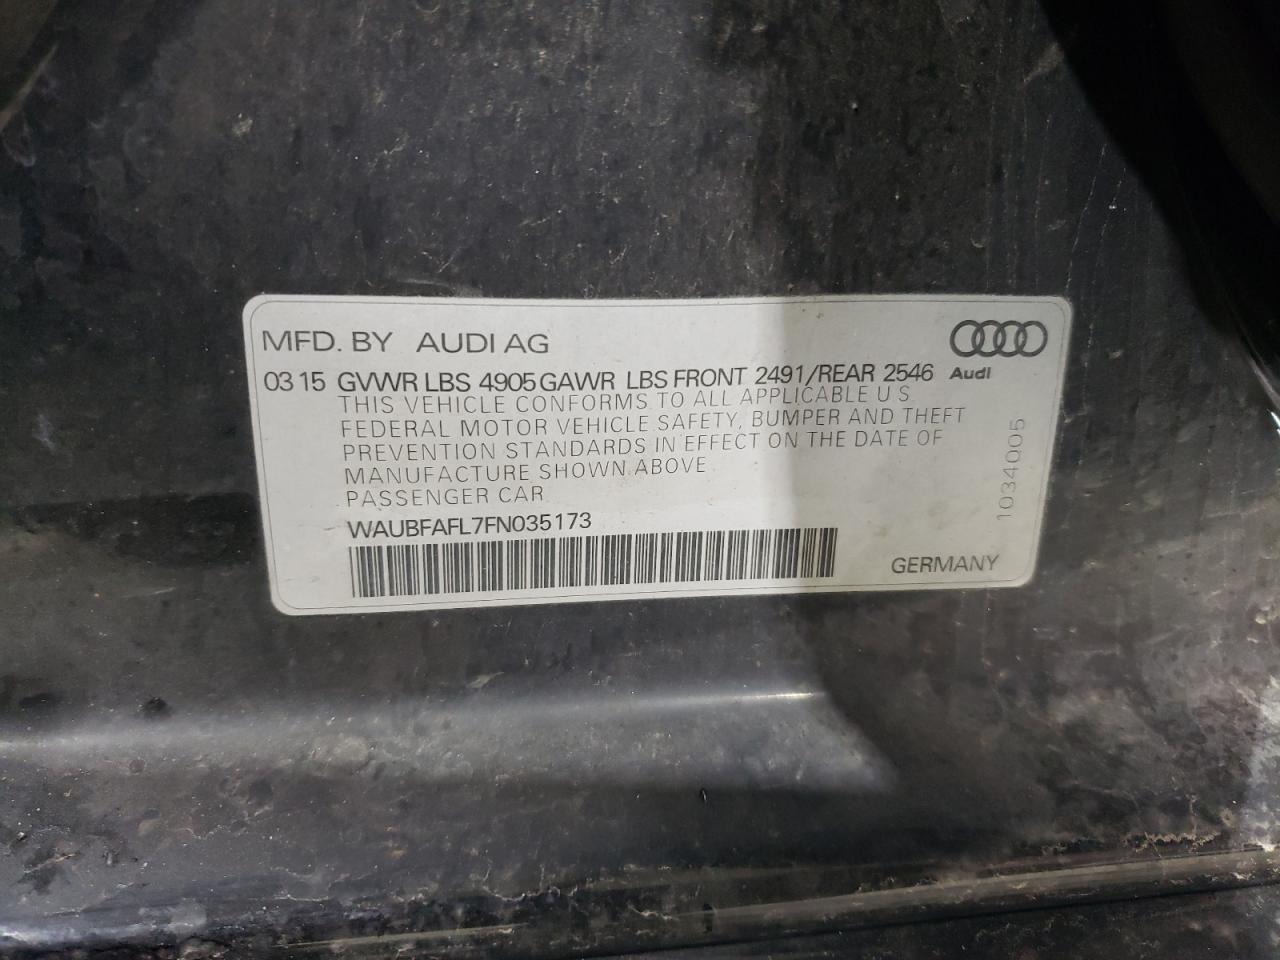 MFD. BY AUDI AG
03 15 GVWR LBS 4905 GAWR LBS FRONT 2491/REAR 2546
Audi
THIS VEHICLE CONFORMS TO ALL APPLICABLE U.S.
FEDERAL MOTOR VEHICLE SAFETY, BUMPER AND THEFT
PREVENTION STANDARDS IN EFFECT ON THE DATE OF
MANUFACTURE SHOWN ABOVE
PASSENGER CAR
WAUBFAFL7FN035173
GERMANY
1034005